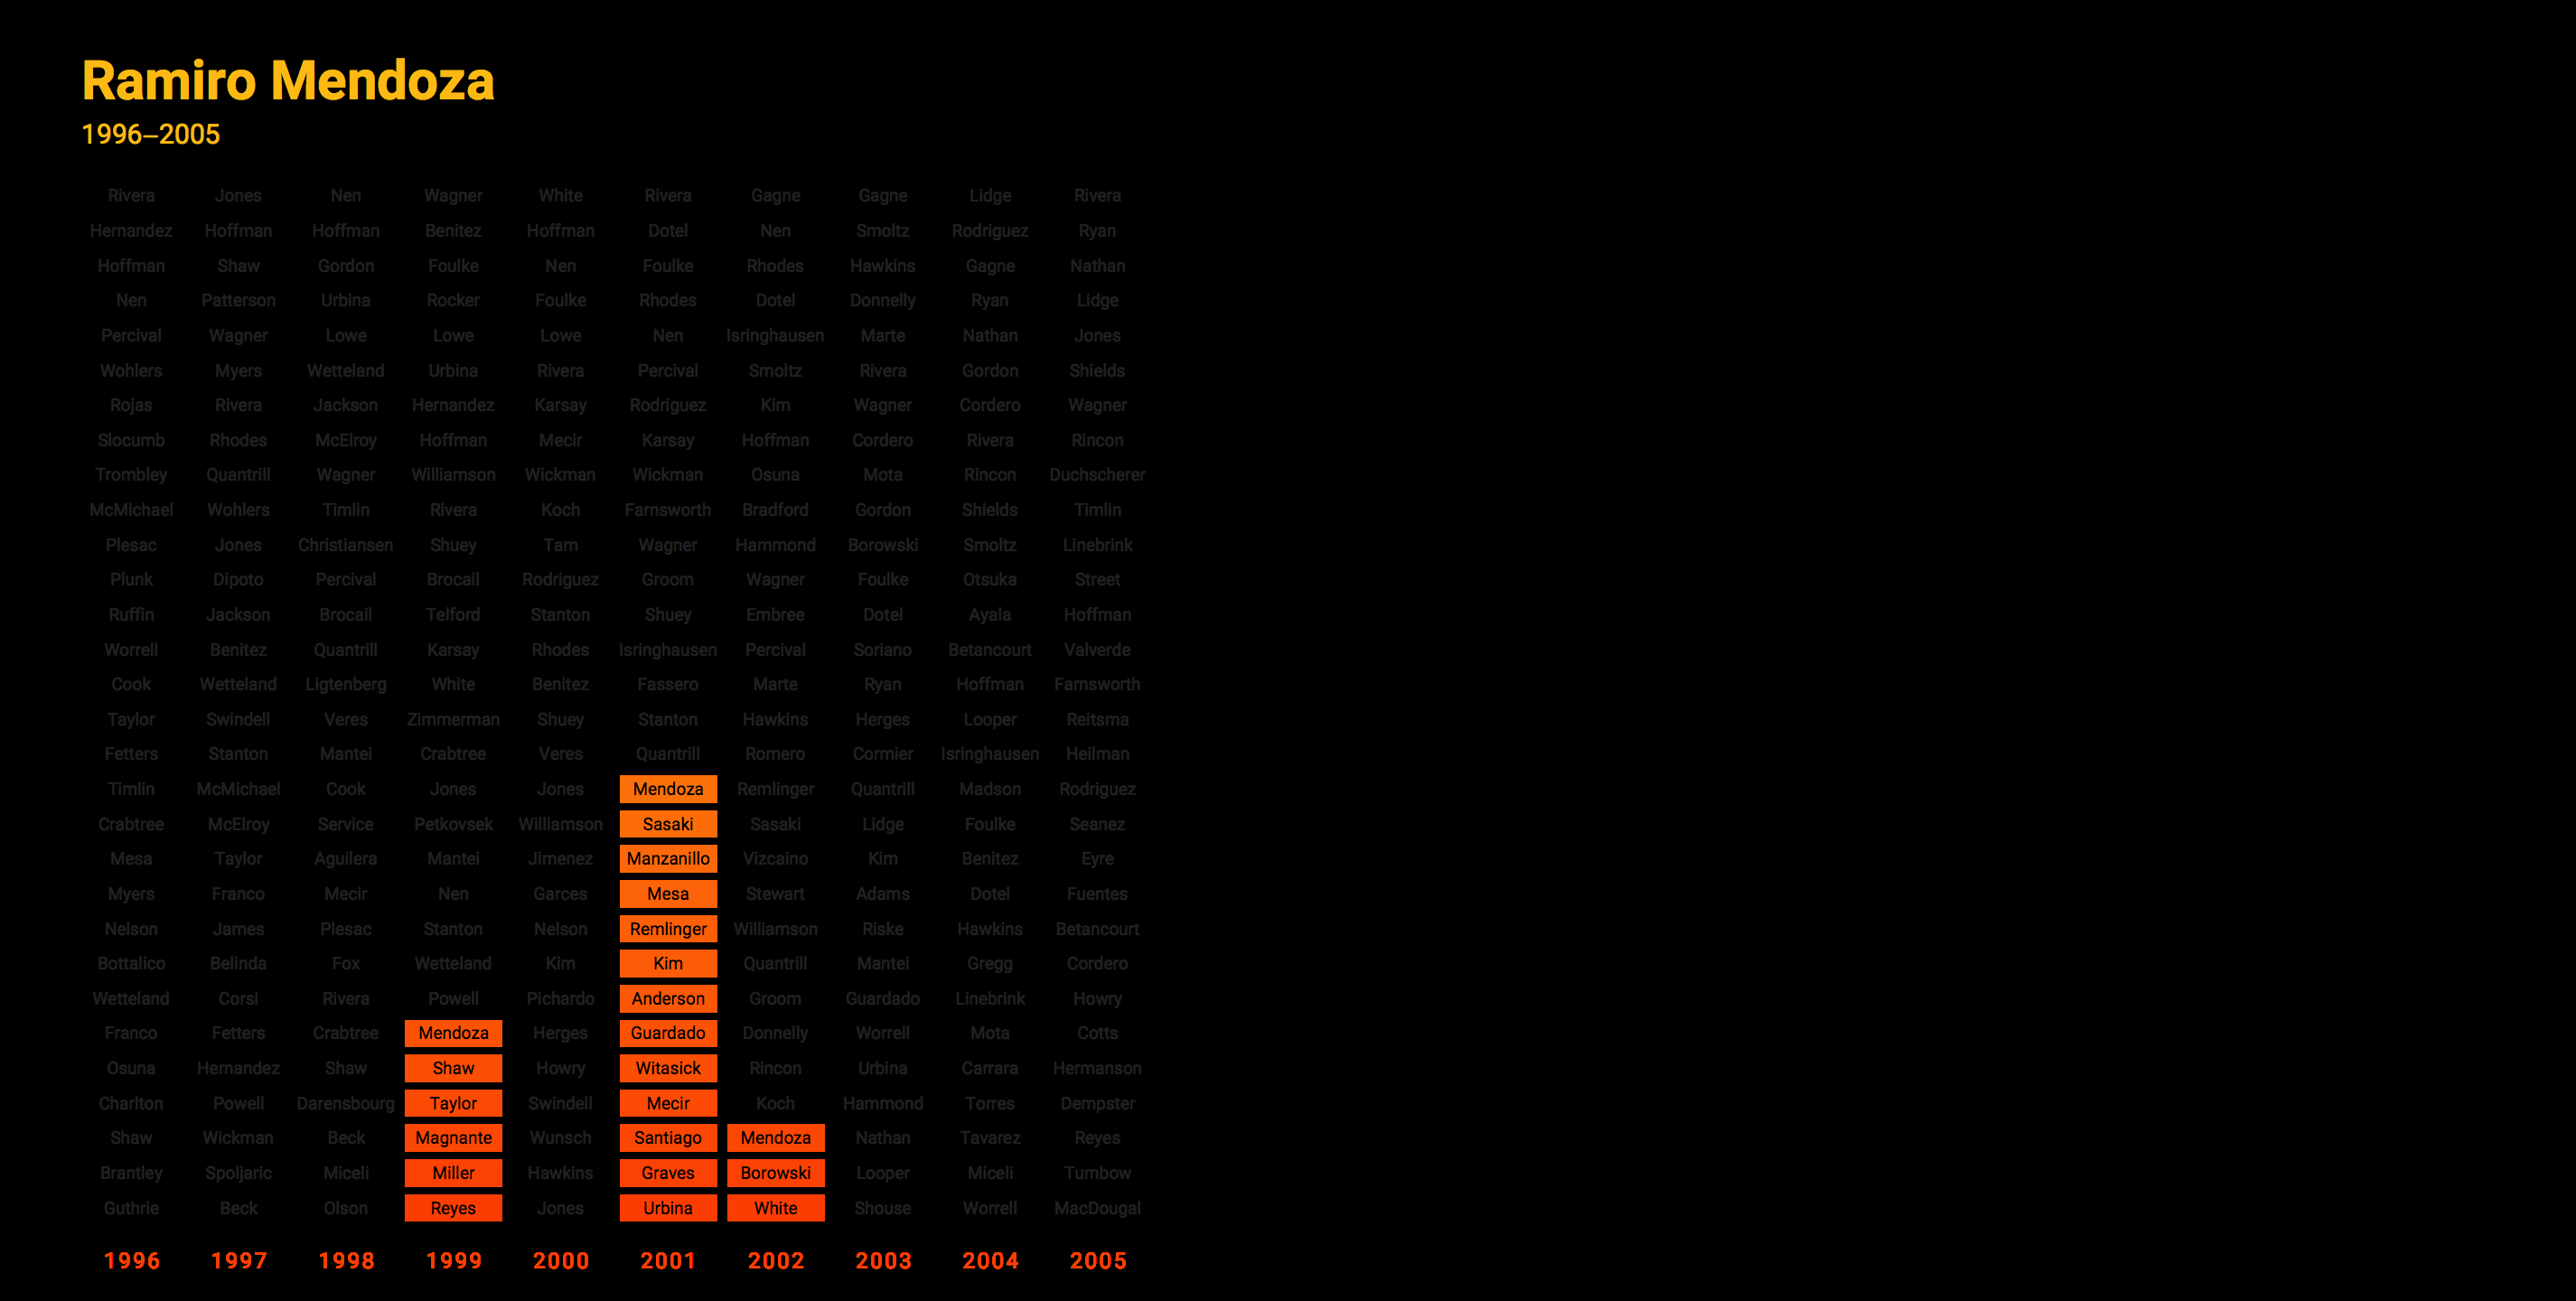 Ramiro Mendoza
1996–2005
Rivera Jones Nen Wagner White Rivera Gagne Gagne Lidge Rivera
Hernandez Hoffman Hoffman Benitez Hoffman Dotel Nen Smoltz Rodriguez Ryan
Hoffman Shaw Gordon Foulke Nen Foulke Rhodes Hawkins Gagne Nathan
Nen Patterson Urbina Rocker Foulke Rhodes Dotel Donnelly Ryan Lidge
Percival Wagner Lowe Lowe Lowe Nen Isringhausen Marte Nathan Jones
Wohlers Myers Wetteland Urbina Rivera Percival Smoltz Rivera Gordon Shields
Rojas Rivera Jackson Hernandez Karsay Rodriguez Kim Wagner Cordero Wagner
Slocumb Rhodes McElroy Hoffman Mecir Karsay Hoffman Cordero Rivera Rincon
Trombley Quantrill Wagner Williamson Wickman Wickman Osuna Mota Rincon Duchscherer
McMichael Wohlers Timlin Rivera Koch Farnsworth Bradford Gordon Shields Timlin
Plesac Jones Christiansen Shuey Tam Wagner Hammond Borowski Smoltz Linebrink
Plunk Dipoto Percival Brocail Rodriguez Groom Wagner Foulke Otsuka Street
Ruffin Jackson Brocail Telford Stanton Shuey Embree Dotel Ayala Hoffman
Worrell Benitez Quantrill Karsay Rhodes Isringhausen Percival Soriano Betancourt Valverde
Cook Wetteland Ligtenberg White Benitez Fassero Marte Ryan Hoffman Farnsworth
Taylor Swindell Veres Zimmerman Shuey Stanton Hawkins Herges Looper Reitsma
Fetters Stanton Mantei Crabtree Veres Quantrill Romero Cormier Isringhausen Heilman
Timlin McMichael Cook Jones Jones Mendoza Remlinger Quantrill Madson Rodriguez
Crabtree McElroy Service Petkovsek Williamson Sasaki Sasaki Lidge Foulke Seanez
Mesa Taylor Aguilera Mantei Jimenez Manzanillo Vizcaino Kim Benitez Eyre
Myers Franco Mecir Nen Garces Mesa Stewart Adams Dotel Fuentes
Nelson James Plesac Stanton Nelson Remlinger Williamson Riske Hawkins Betancourt
Bottalico Belinda Fox Wetteland Kim Kim Quantrill Mantei Gregg Cordero
Wetteland Corsi Rivera Powell Pichardo Anderson Groom Guardado Linebrink Howry
Franco Fetters Crabtree Mendoza Herges Guardado Donnelly Worrell Mota Cotts
Osuna Hernandez Shaw Shaw Howry Witasick Rincon Urbina Carrara Hermanson
Charlton Powell Darensbourg Taylor Swindell Mecir Koch Hammond Torres Dempster
Shaw Wickman Beck Magnante Wunsch Santiago Mendoza Nathan Tavarez Reyes
Brantley Spoljaric Miceli Miller Hawkins Graves Borowski Looper Miceli Turnbow
Guthrie Beck Olson Reyes Jones Urbina White Shouse Worrell MacDougal
1996 1997 1998 1999 2000 2001 2002 2003 2004 2005